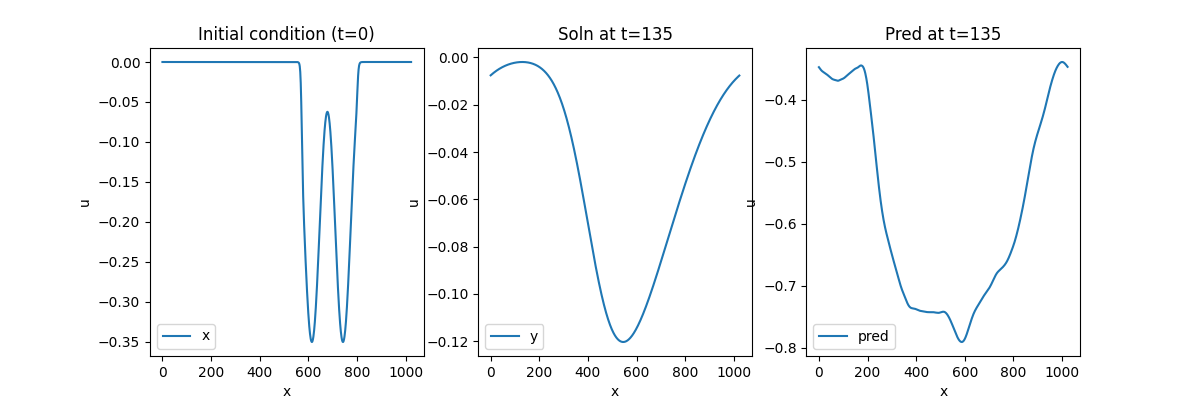 Initial condition (t=0)
0.00
−0.05
−0.10
−0.15
−0.20
−0.25
−0.30
−0.35
u
x
0 200 400 600 800 1000
x
Soln at t=135
0.00
−0.02
−0.04
−0.06
−0.08
−0.10
−0.12
u
y
0 200 400 600 800 1000
x
Pred at t=135
−0.4
−0.5
−0.6
−0.7
−0.8
u
pred
0 200 400 600 800 1000
x